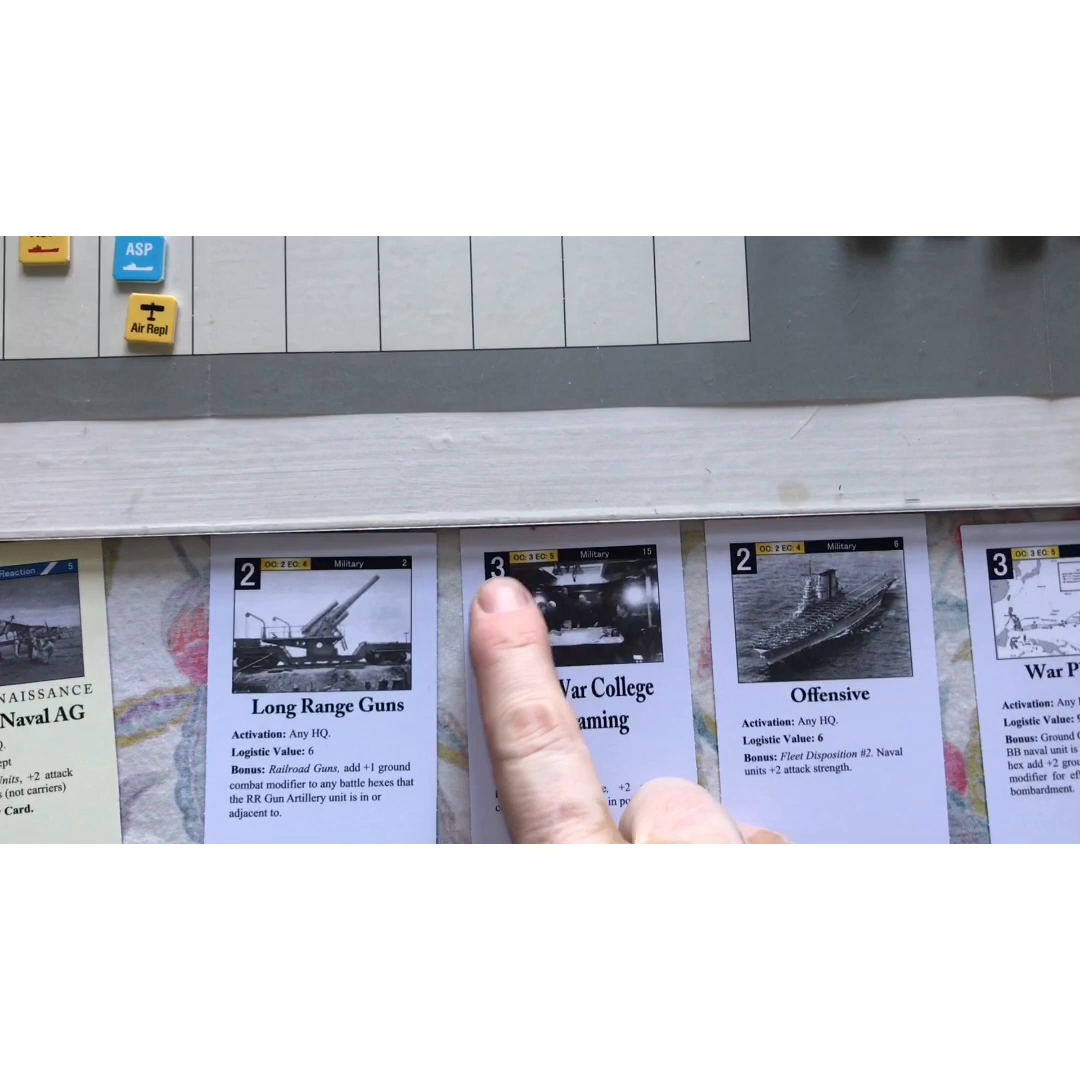 ASP
Air Repl
Reaction 5
NAISSANCE
Naval AG
Units, +2 attack
s (not carriers)
Card.
2 OC: 2 EC: 4 Military 2
Long Range Guns
Activation: Any HQ.
Logistic Value: 6
Bonus: Railroad Guns, add +1 ground
combat modifier to any battle hexes that
the RR Gun Artillery unit is in or
adjacent to.
3 OC: 3 EC: 5 Military 15
War College
aming
+2
in
2 OC: 2 EC: 4 Military 6
Offensive
Activation: Any HQ.
Logistic Value: 6
Bonus: Fleet Disposition #2. Naval
units +2 attack strength.
3 OC: 3 EC: 5
War P
Activation: Any
Logistic Value:
Bonus: Ground
BB naval unit is
hex add +2 grou
modifier for ef
bombardment.